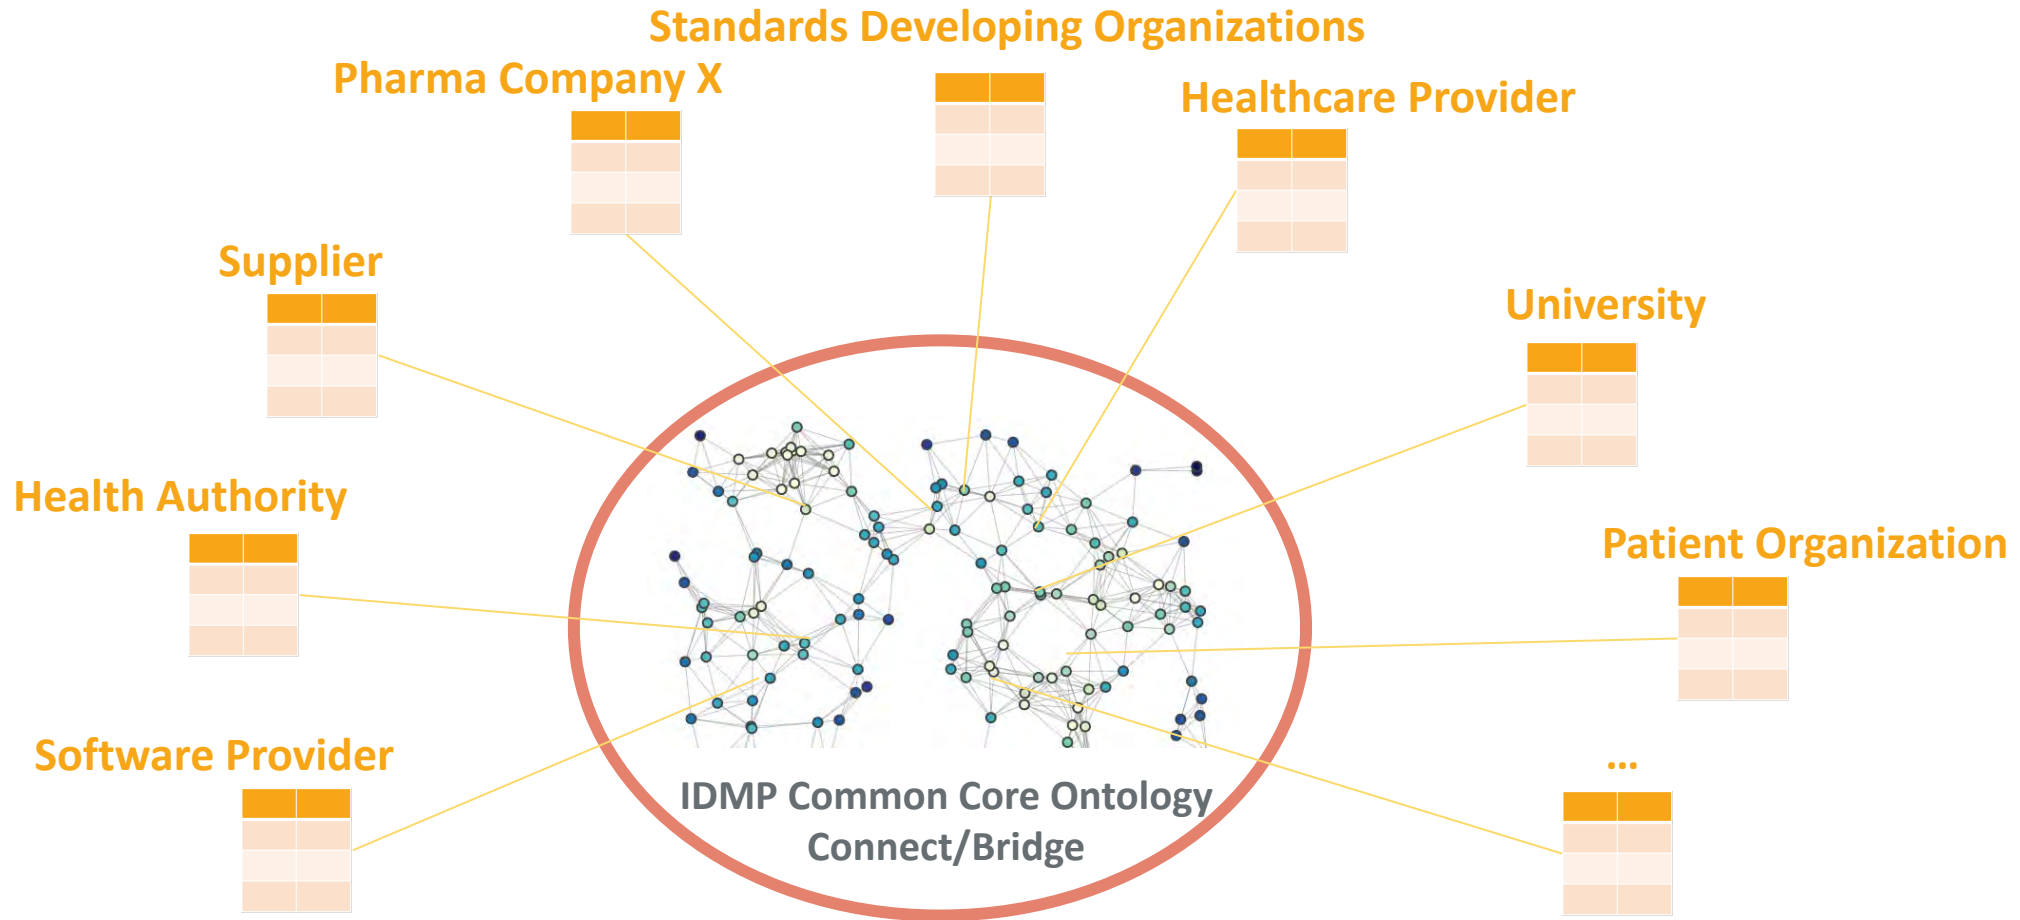 Standards Developing Organizations
Pharma Company X
Healthcare Provider
Supplier
University
Health Authority
Patient Organization
Software Provider
...
IDMP Common Core Ontology
Connect/Bridge